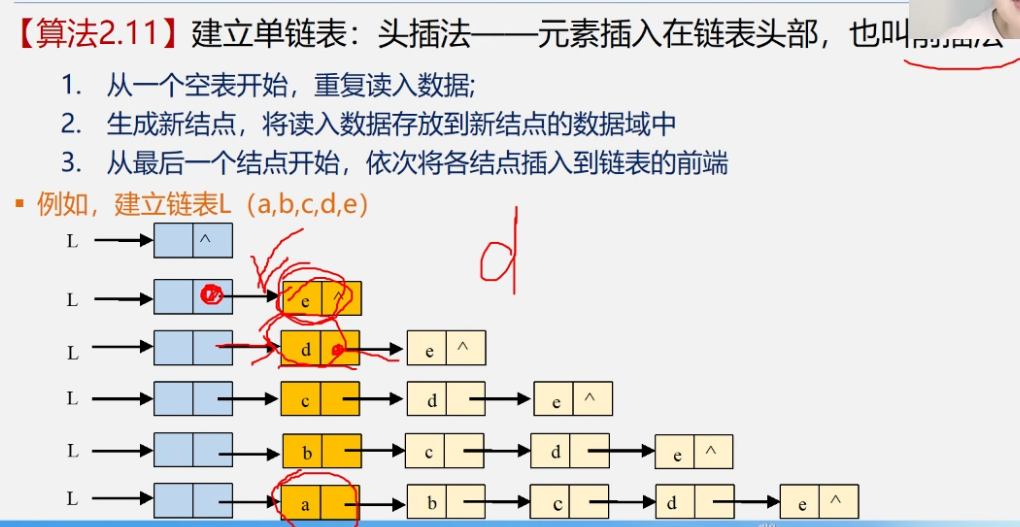 【算法2.11】建立单链表：头插法——元素插入在链表头部，也叫前插法
1. 从一个空表开始，重复读入数据;
2. 生成新结点，将读入数据存放到新结点的数据域中
3. 从最后一个结点开始，依次将各结点插入到链表的前端
▪ 例如，建立链表L（a,b,c,d,e）
d
L ^
L e ^
L d e ^
L c d e ^
L b c d e ^
L a b c d e ^